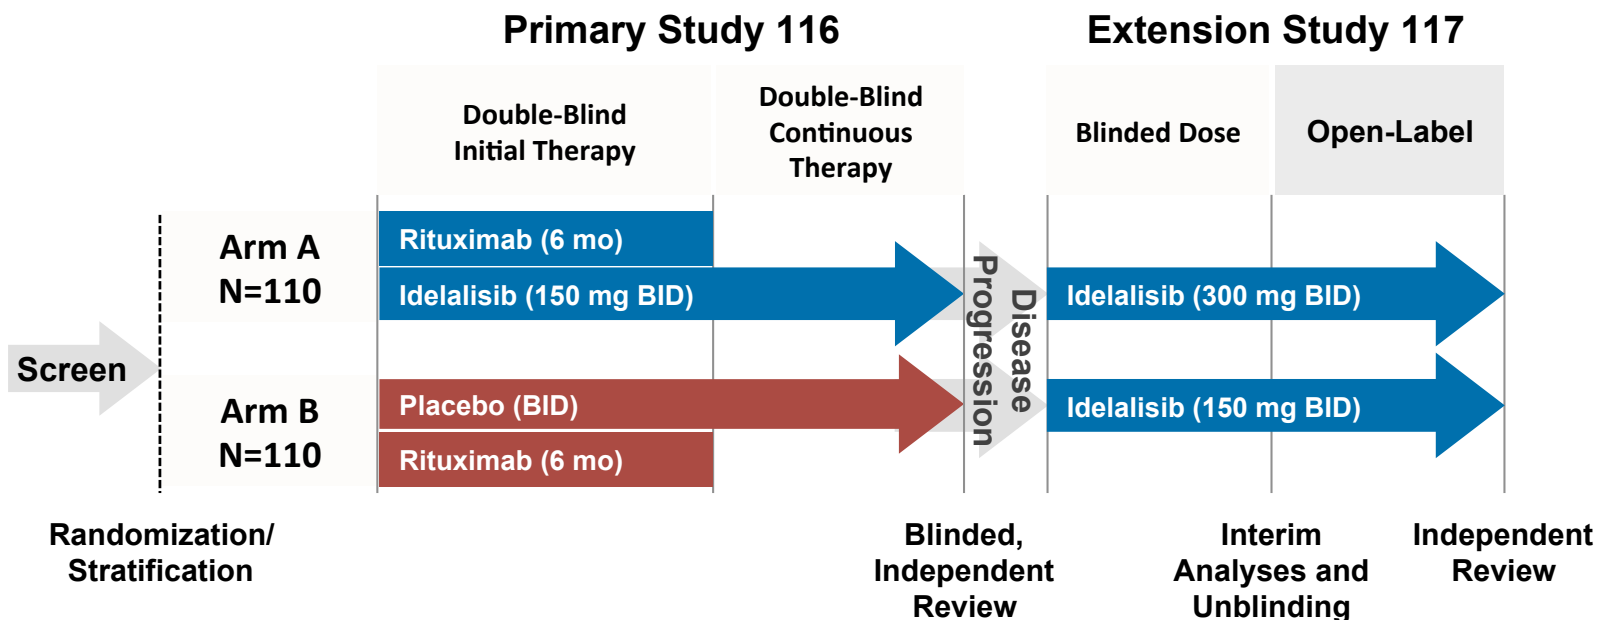 Primary Study 116
Extension Study 117
Double-Blind
Initial Therapy
Double-Blind
Continuous
Therapy
Blinded Dose
Open-Label
Screen
Arm A
N=110
Rituximab (6 mo)
Idelalisib (150 mg BID)
Arm B
N=110
Placebo (BID)
Rituximab (6 mo)
Disease
Progression
Idelalisib (300 mg BID)
Idelalisib (150 mg BID)
Randomization/
Stratification
Blinded,
Independent
Review
Interim
Analyses and
Unblinding
Independent
Review